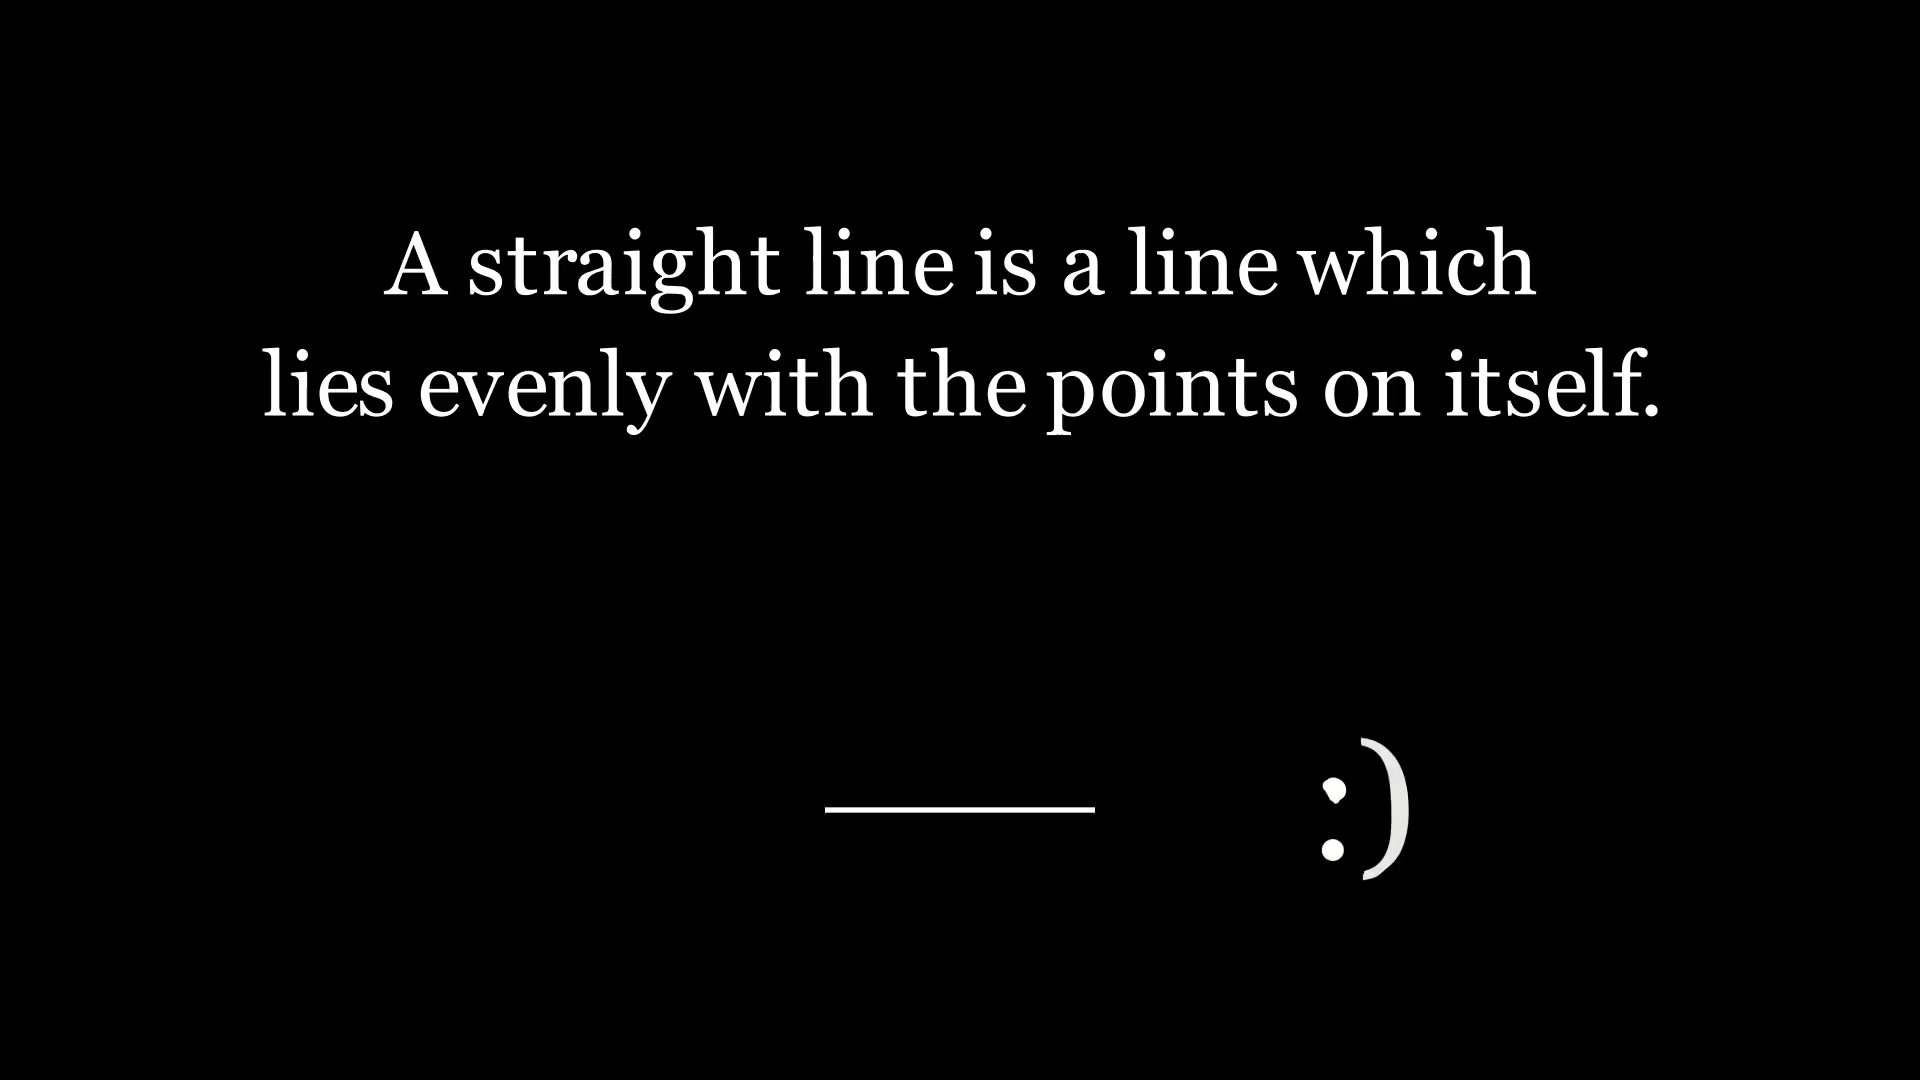 A straight line is a line which
lies evenly with the points on itself.
:)